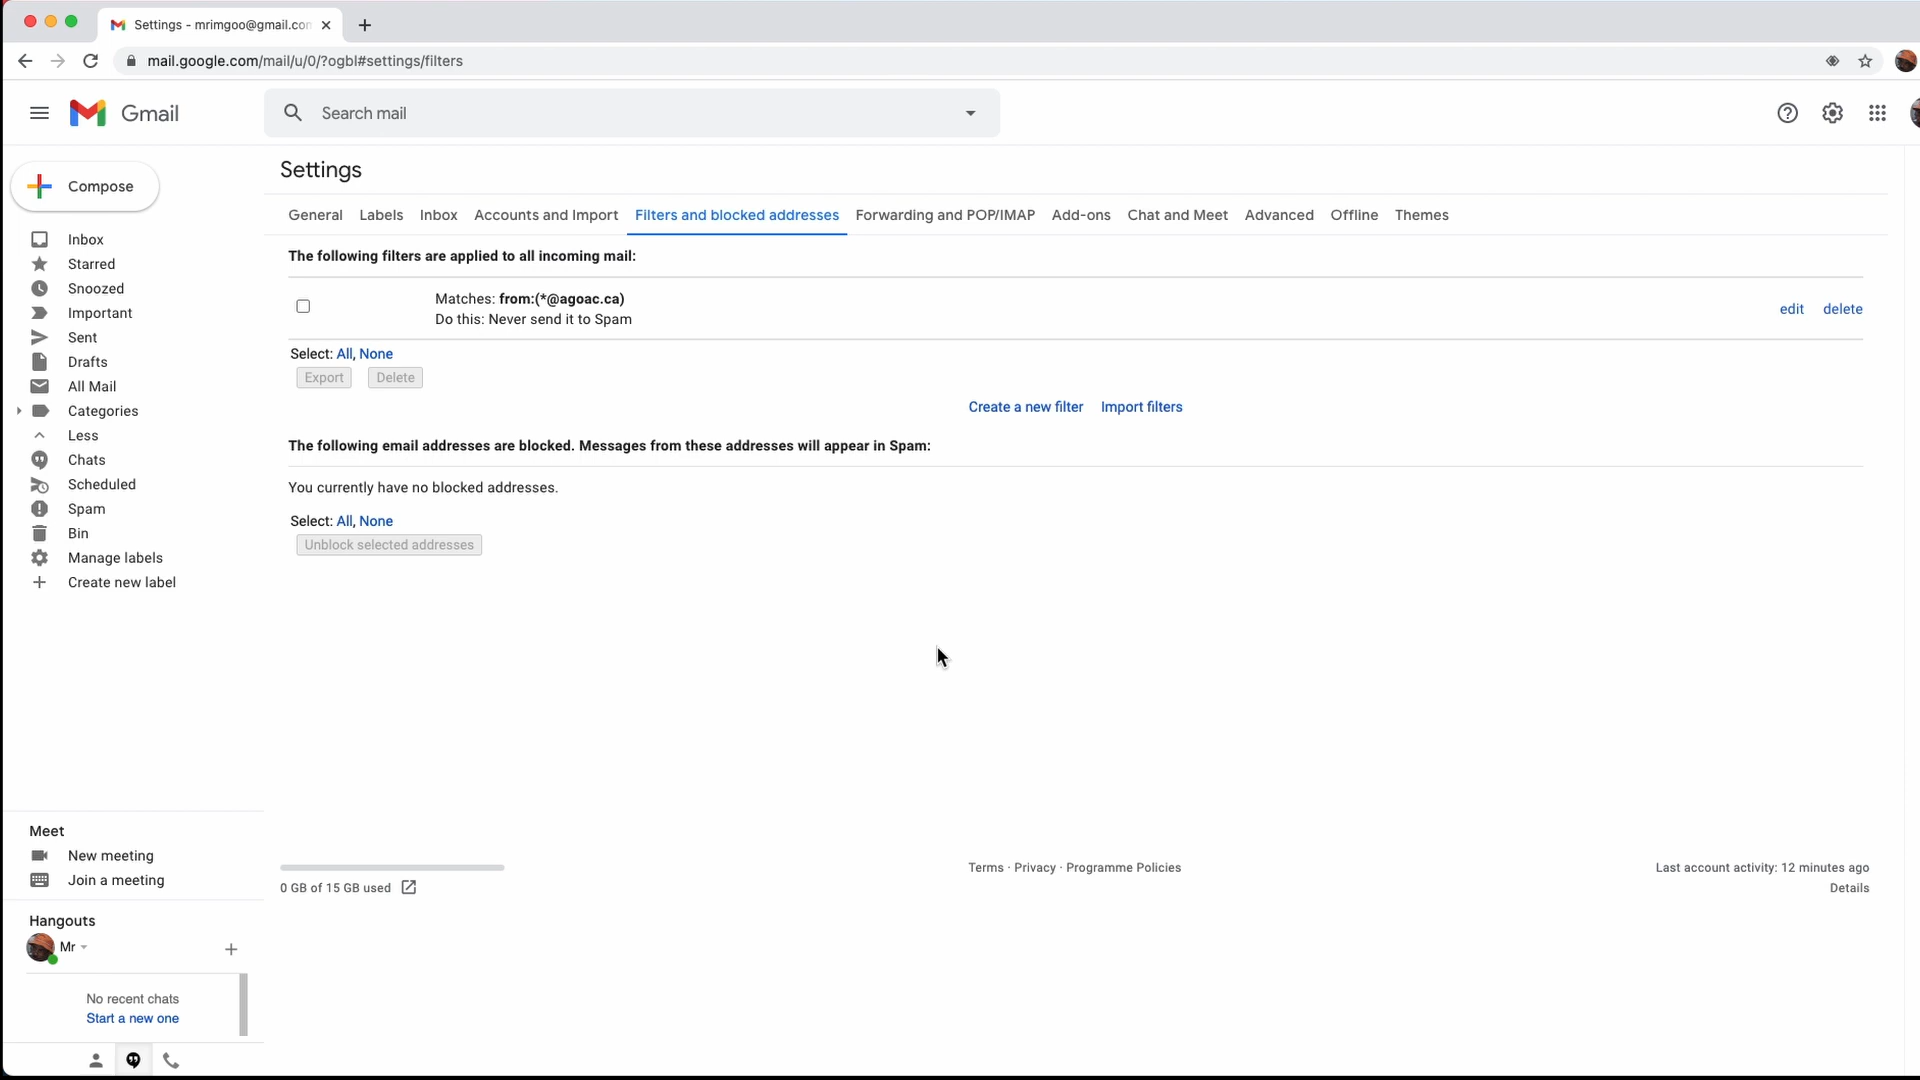 Settings - mrimgoo@gmail.con
mail.google.com/mail/u/0/?ogbl#settings/filters
Gmail
Search mail
Compose
Inbox
Starred
Snoozed
Important
Sent
Drafts
All Mail
Categories
Less
Chats
Scheduled
Spam
Bin
Manage labels
Create new label
Meet
New meeting
Join a meeting
Hangouts
Mr
No recent chats
Start a new one
Settings
General Labels Inbox Accounts and Import Filters and blocked addresses Forwarding and POP/IMAP Add-ons Chat and Meet Advanced Offline Themes
The following filters are applied to all incoming mail:
Matches: from:(*@agoac.ca)
Do this: Never send it to Spam
edit delete
Select: All, None
Export Delete
Create a new filter Import filters
The following email addresses are blocked. Messages from these addresses will appear in Spam:
You currently have no blocked addresses.
Select: All, None
Unblock selected addresses
0 GB of 15 GB used
Terms · Privacy · Programme Policies
Last account activity: 12 minutes ago
Details